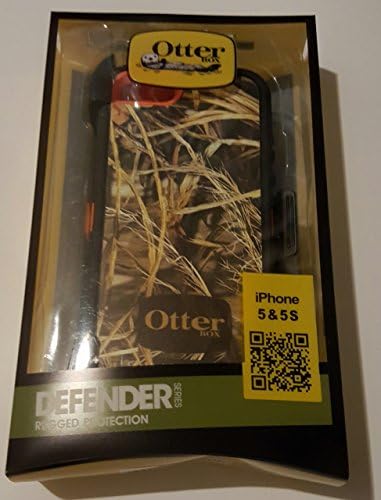 Otter
BOX
Otter
BOX
iPhone
5 & 5S
DEFENDER
SERIES
RUGGED PROTECTION